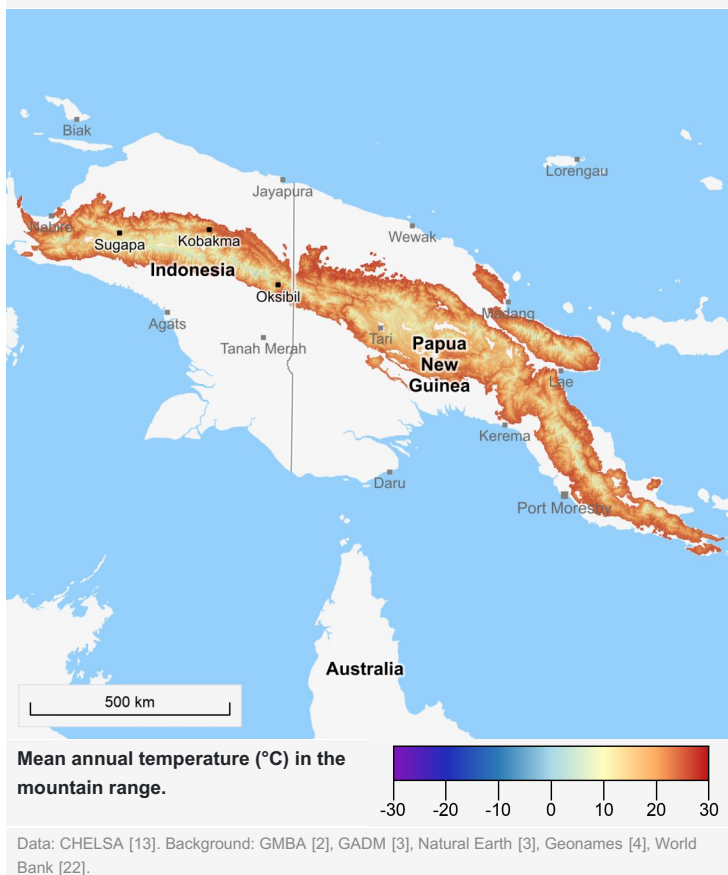 Biak
Lorengau
Jayapura
Nabire
Wewak
Sugapa
Kobakma
Indonesia
Oksibil
Madang
Agats
Tari
Papua
New
Guinea
Tanah Merah
Lae
Kerema
Daru
Port Moresby
Australia
500 km
Mean annual temperature (°C) in the
mountain range.
-30 -20 -10 0 10 20 30
Data: CHELSA [13]. Background: GMBA [2], GADM [3], Natural Earth [3], Geonames [4], World
Bank [22].